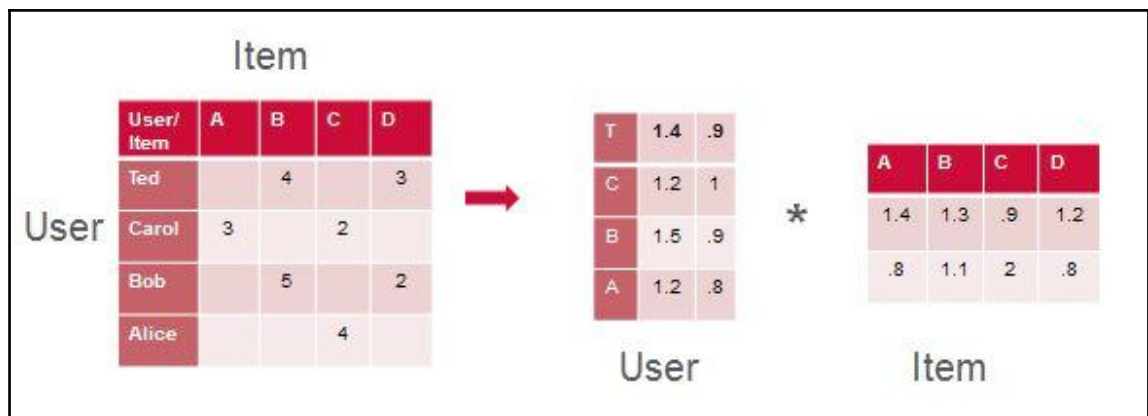 Item
User/ A B C D
Item
Ted 4 3
User
Carol 3 2
Bob 5 2
Alice 4
T 1.4 .9
C 1.2 1
B 1.5 .9
A 1.2 .8
User
*
A B C D
1.4 1.3 .9 1.2
.8 1.1 2 .8
Item